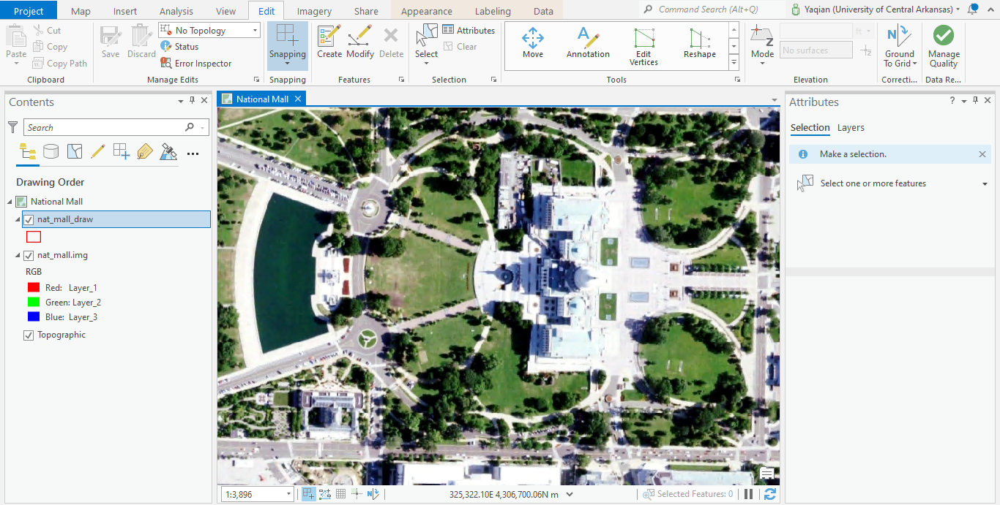 Project Map Insert Analysis View Edit Imagery Share Appearance Labeling Data Command Search (Alt+Q) Yaqian (University of Central Arkansas)
Paste
Cut
Copy
Copy Path
Clipboard
Save
Discard
No Topology
Status
Error Inspector
Manage Edits
Snapping
Snapping
Create
Modify
Delete
Features
Select
Attributes
Clear
Selection
Move
Annotation
Edit
Vertices
Reshape
Tools
Mode
ft
No surfaces
Z
Elevation
Ground
To Grid
Correcti...
Manage
Quality
Data Re...
Contents
Search
Drawing Order
National Mall
nat_mall_draw
nat_mall.img
RGB
Red: Layer_1
Green: Layer_2
Blue: Layer_3
Topographic
National Mall
1:3,896
325,322.10E 4,306,700.06N m
Selected Features: 0
Attributes
Selection Layers
Make a selection.
Select one or more features